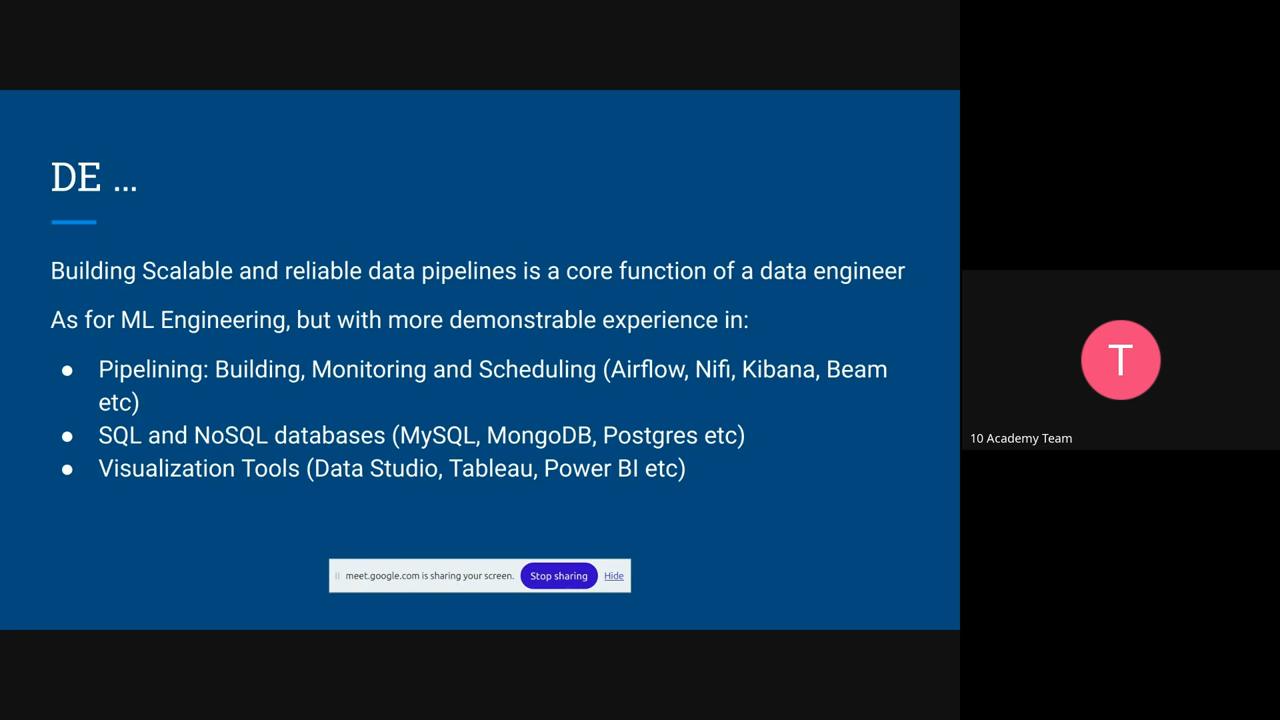 DE ...
Building Scalable and reliable data pipelines is a core function of a data engineer
As for ML Engineering, but with more demonstrable experience in:
● Pipelining: Building, Monitoring and Scheduling (Airflow, Nifi, Kibana, Beam
etc)
● SQL and NoSQL databases (MySQL, MongoDB, Postgres etc)
● Visualization Tools (Data Studio, Tableau, Power BI etc)
meet.google.com is sharing your screen. Stop sharing Hide
T
10 Academy Team